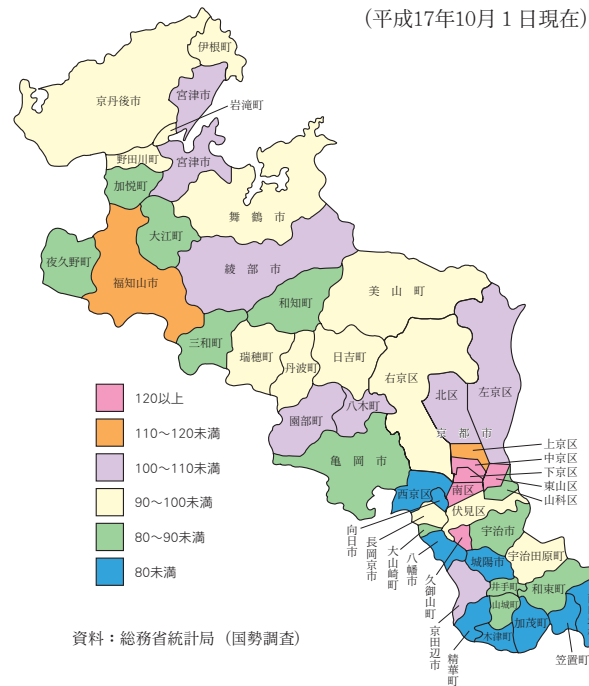 (平成17年10月1日現在)
伊根町
京丹後市
宮津市
岩滝町
野田川町
宮津市
加悦町
舞鶴市
大江町
夜久野町
綾部市
福知山市
和知町
美山町
三和町
瑞穂町
丹波町
日吉町
右京区
北区
左京区
園部町
八木町
京都市
亀岡市
上京区
中京区
下京区
東山区
山科区
西京区
南区
伏見区
向日市
長岡京市
大山崎町
八幡市
久御山町
宇治市
城陽市
宇治田原町
井手町
和束町
山城町
京田辺市
精華町
木津町
加茂町
笠置町
120以上
110～120未満
100～110未満
90～100未満
80～90未満
80未満
資料：総務省統計局（国勢調査）